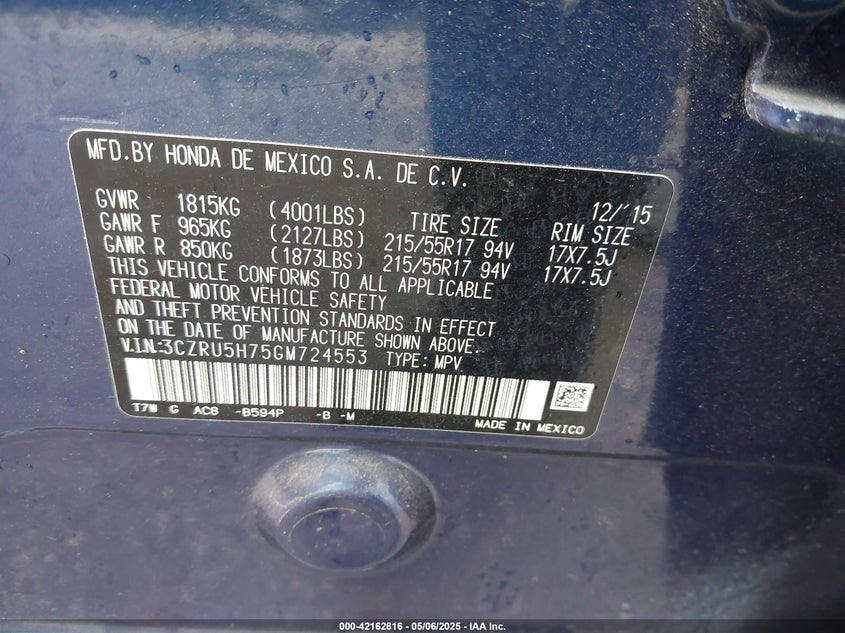 MFD.BY HONDA DE MEXICO S.A. DE C.V.
12/'15
GVWR 1815KG (4001LBS) TIRE SIZE RIM SIZE
GAWR F 965KG (2127LBS) 215/55R17 94V 17X7.5J
GAWR R 850KG (1873LBS) 215/55R17 94V 17X7.5J
THIS VEHICLE CONFORMS TO ALL APPLICABLE
FEDERAL MOTOR VEHICLE SAFETY
AND THEFT PREVENTION STANDARDS IN EFFECT
ON THE DATE OF MANUFACTURE SHOWN ABOVE.
V.I.N:3CZRU5H75GM724553 TYPE: MPV
T7W G AC8 -B594P -B -M
MADE IN MEXICO
000-42162816 - 05/06/2025 - IAA Inc.